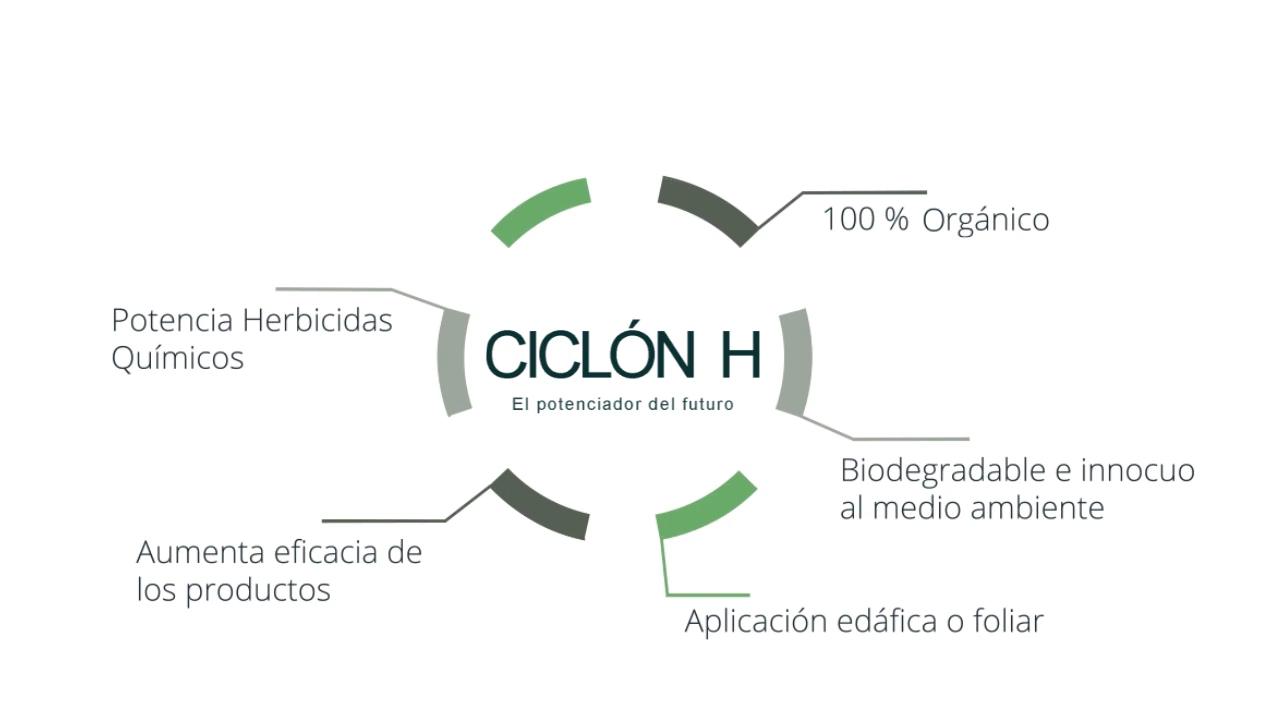 100 % Orgánico
Potencia Herbicidas
Químicos
CICLÓN H
El potenciador del futuro
Biodegradable e innocuo
al medio ambiente
Aumenta eficacia de
los productos
Aplicación edáfica o foliar